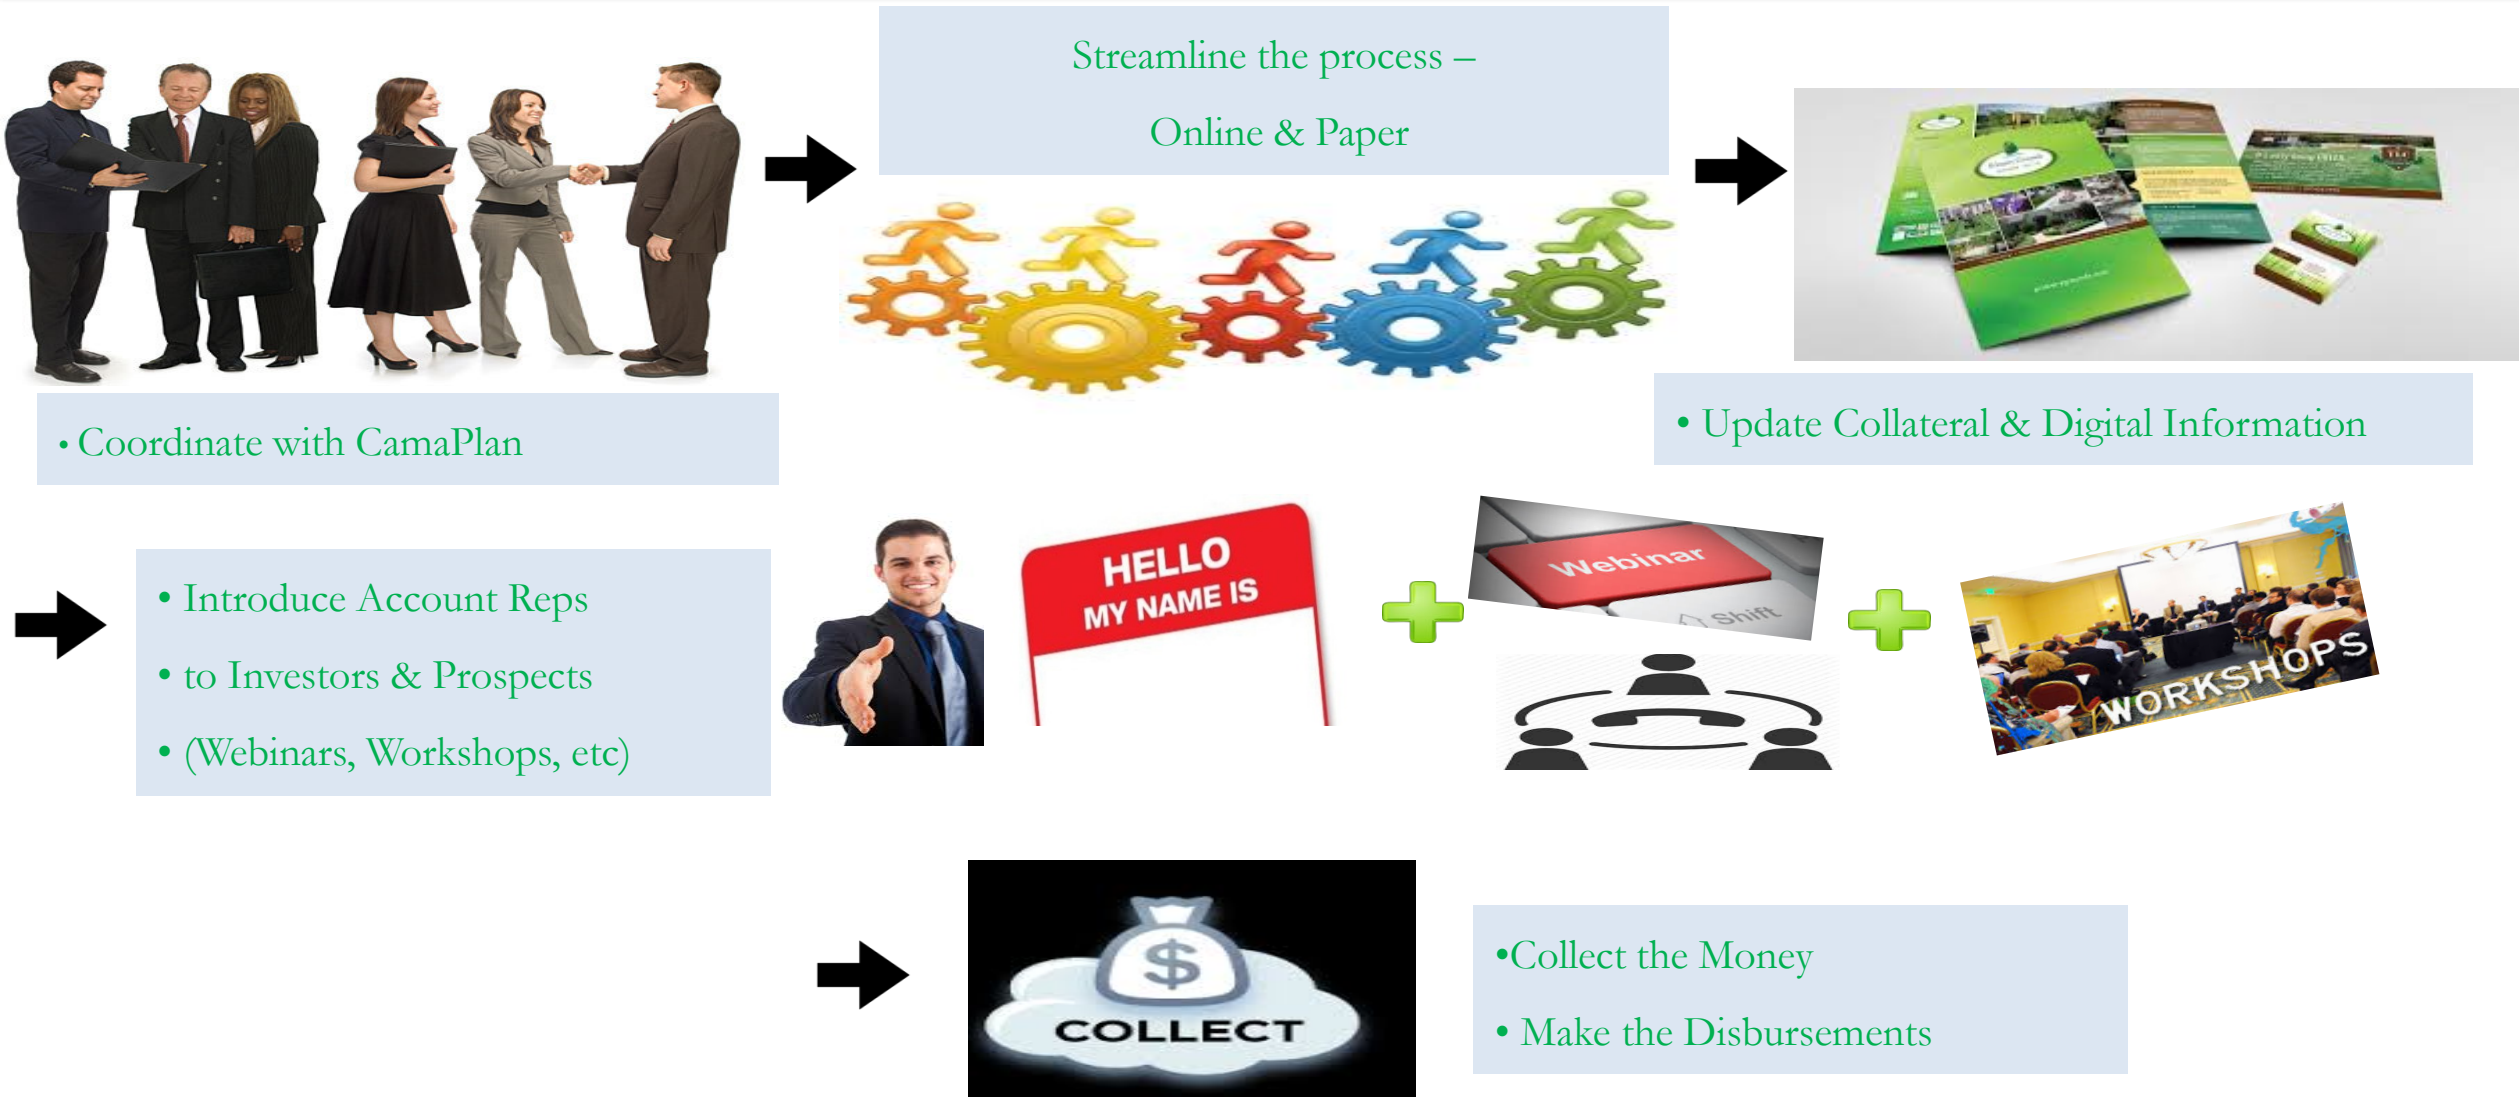 Streamline the process –
Online & Paper
• Coordinate with CamaPlan
• Update Collateral & Digital Information
• Introduce Account Reps
• to Investors & Prospects
• (Webinars, Workshops, etc)
HELLO
MY NAME IS
Webinar
Shift
WORKSHOPS
$
COLLECT
•Collect the Money
• Make the Disbursements